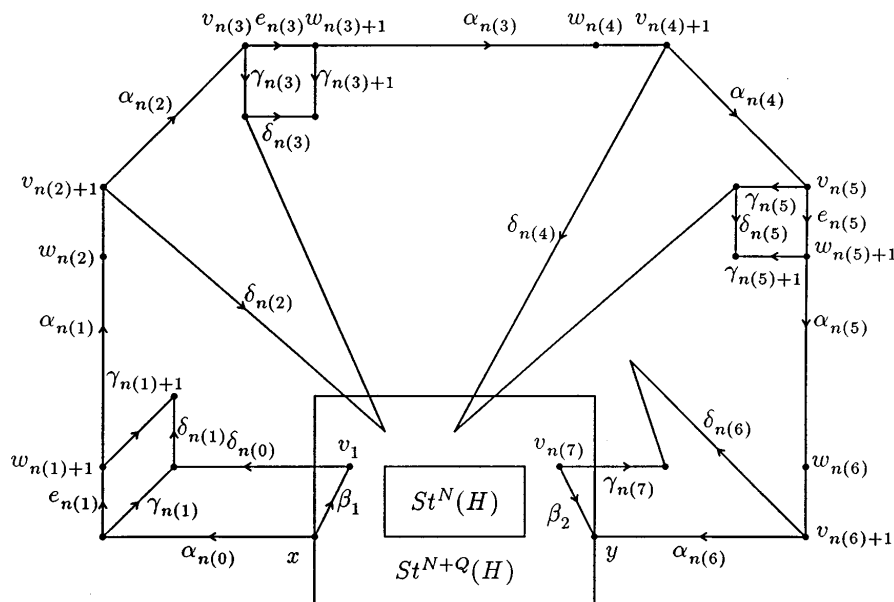 v_{n(3)} e_{n(3)} w_{n(3)+1} α_{n(3)} w_{n(4)} v_{n(4)+1}
γ_{n(3)} γ_{n(3)+1}
α_{n(2)} α_{n(4)}
δ_{n(3)}
v_{n(2)+1} v_{n(5)}
γ_{n(5)}
e_{n(5)}
δ_{n(4)} δ_{n(5)}
w_{n(2)} w_{n(5)+1}
δ_{n(2)} γ_{n(5)+1}
α_{n(1)} α_{n(5)}
γ_{n(1)+1}
δ_{n(1)} δ_{n(0)} δ_{n(6)}
w_{n(1)+1} v_1 v_{n(7)} w_{n(6)}
e_{n(1)} γ_{n(1)} β_1 St^N(H) β_2 γ_{n(7)}
v_{n(6)+1}
α_{n(0)} x y α_{n(6)}
St^{N+Q}(H)